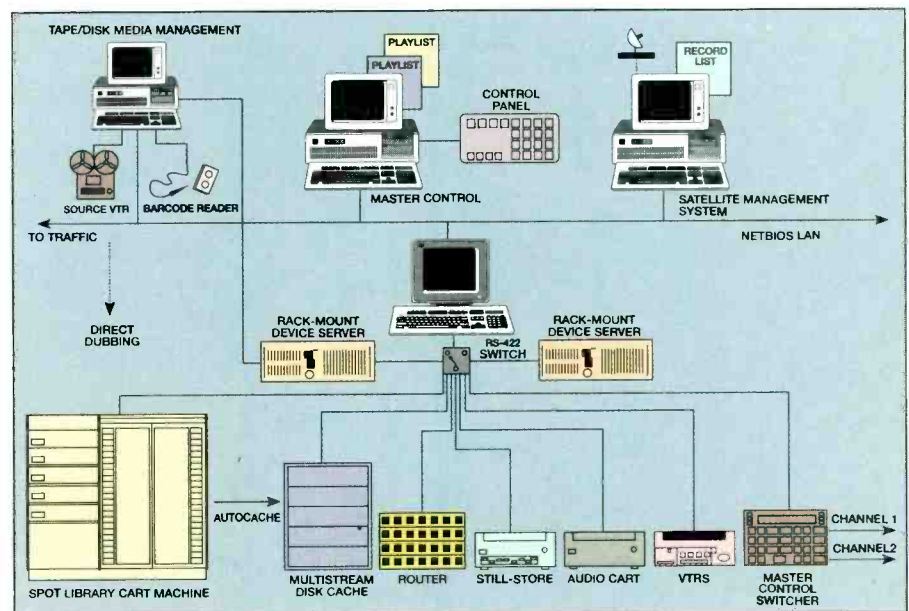 TAPE/DISK MEDIA MANAGEMENT
PLAYLIST
PLAYLIST
RECORD
LIST
CONTROL
PANEL
SOURCE VTR
BARCODE READER
MASTER CONTROL
SATELLITE MANAGEMENT
SYSTEM
TO TRAFFIC
NETBIOS LAN
DIRECT
DUBBING
RACK-MOUNT
DEVICE SERVER
RS-422
SWITCH
RACK-MOUNT
DEVICE SERVER
AUTOCACHE
CHANNEL 1
CHANNEL2
SPOT LIBRARY CART MACHINE
MULTISTREAM
DISK CACHE
ROUTER
STILL-STORE
AUDIO CART
VTRS
MASTER
CONTROL
SWITCHER